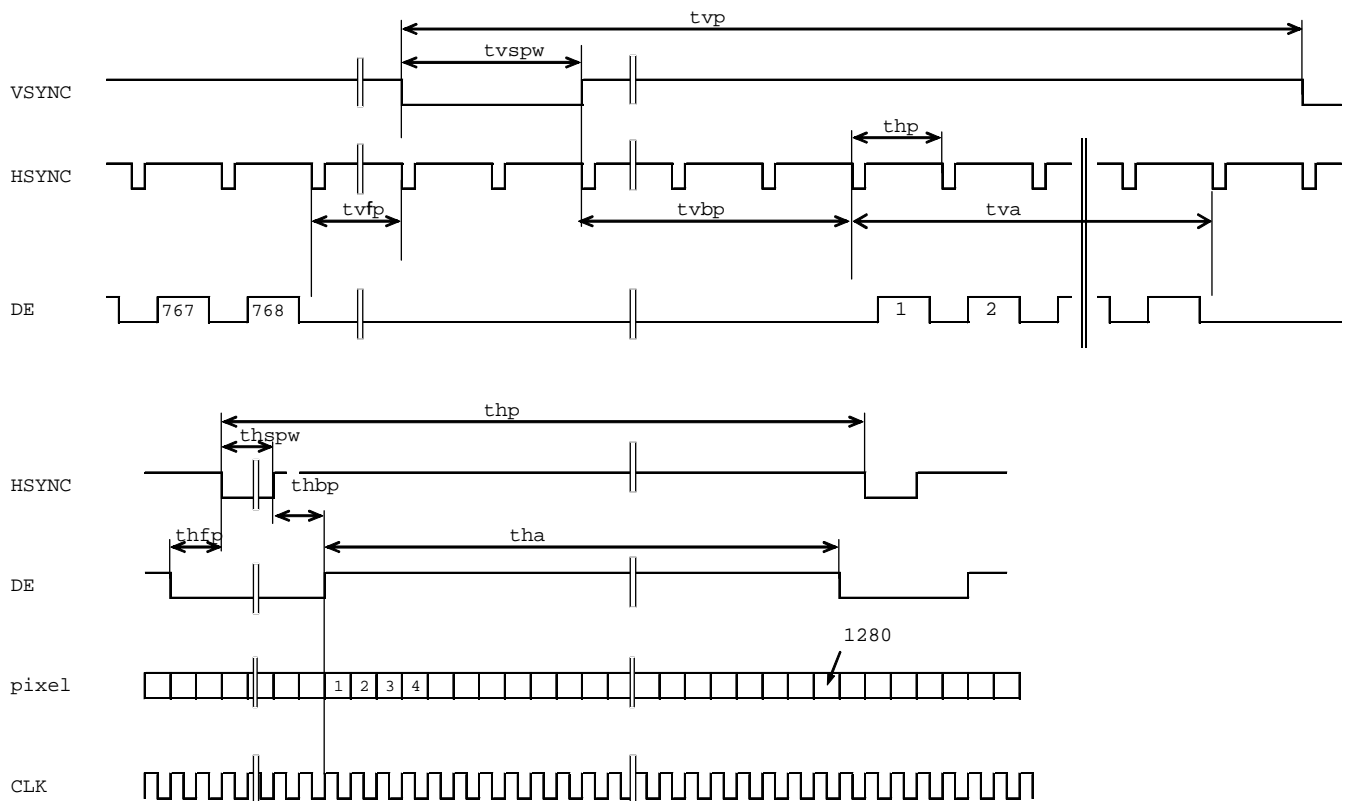 tvp
tvspw
VSYNC
thp
HSYNC
tvfp
tvbp
tva
DE
767
768
1
2
thp
thspw
HSYNC
thbp
thfp
tha
DE
1280
pixel
1 2 3 4
CLK